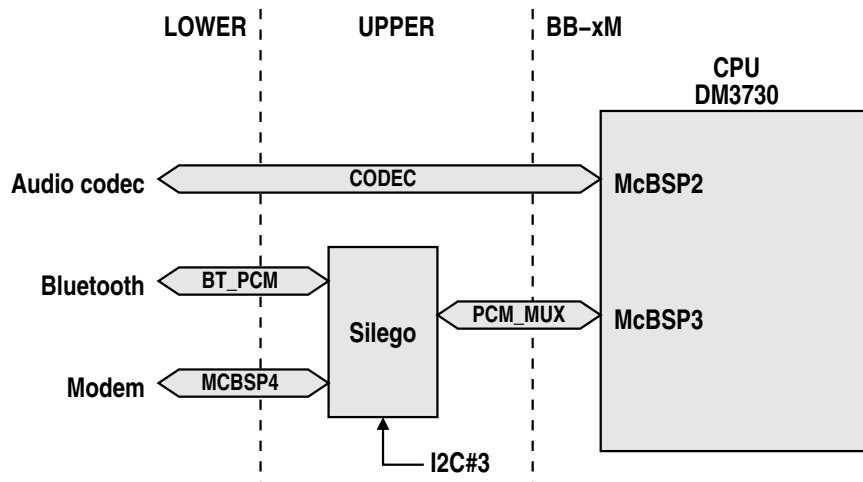 LOWER
UPPER
BB−xM
CPU
DM3730
Audio codec
CODEC
McBSP2
Bluetooth
BT_PCM
Silego
PCM_MUX
McBSP3
Modem
MCBSP4
I2C#3